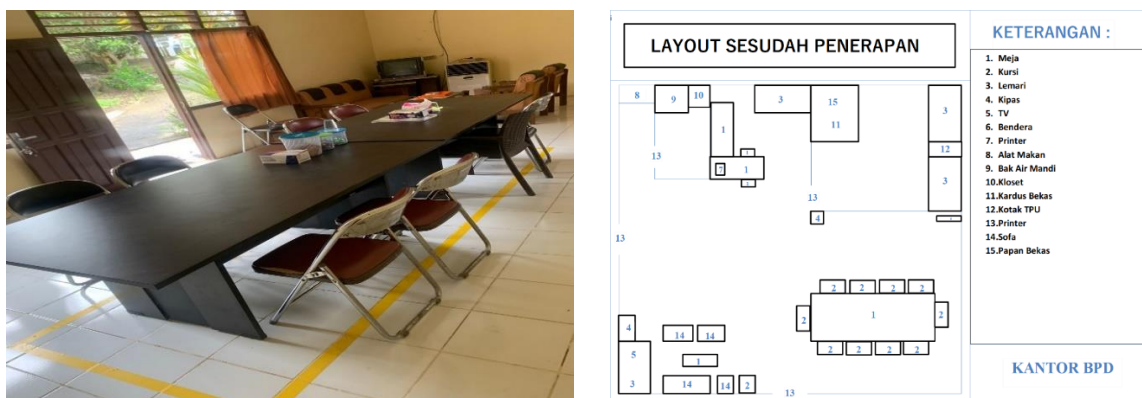 LAYOUT SESUDAH PENERAPAN
KETERANGAN :
1. Meja
2. Kursi
3. Lemari
4. Kipas
5. TV
6. Bendera
7. Printer
8. Alat Makan
9. Bak Air Mandi
10.Kloset
11.Kardus Bekas
12.Kotak TPU
13.Printer
14.Sofa
15.Papan Bekas
KANTOR BPD
8 9 10 3 15 3
1 11
13 12
7 1 3
13 4
13
2 2 2 2
2 1 2
2 2 2 2
4 14 14
5 1
3 14 14 2
13